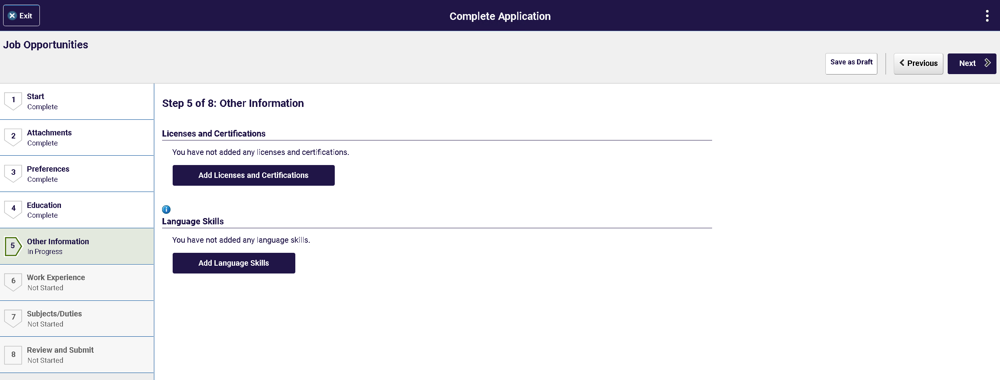 Exit
Complete Application
Job Opportunities
Save as Draft
Previous
Next
1
Start
Complete
2
Attachments
Complete
3
Preferences
Complete
4
Education
Complete
5
Other Information
In Progress
6
Work Experience
Not Started
7
Subjects/Duties
Not Started
8
Review and Submit
Not Started
Step 5 of 8: Other Information
Licenses and Certifications
You have not added any licenses and certifications.
Add Licenses and Certifications
Language Skills
You have not added any language skills.
Add Language Skills